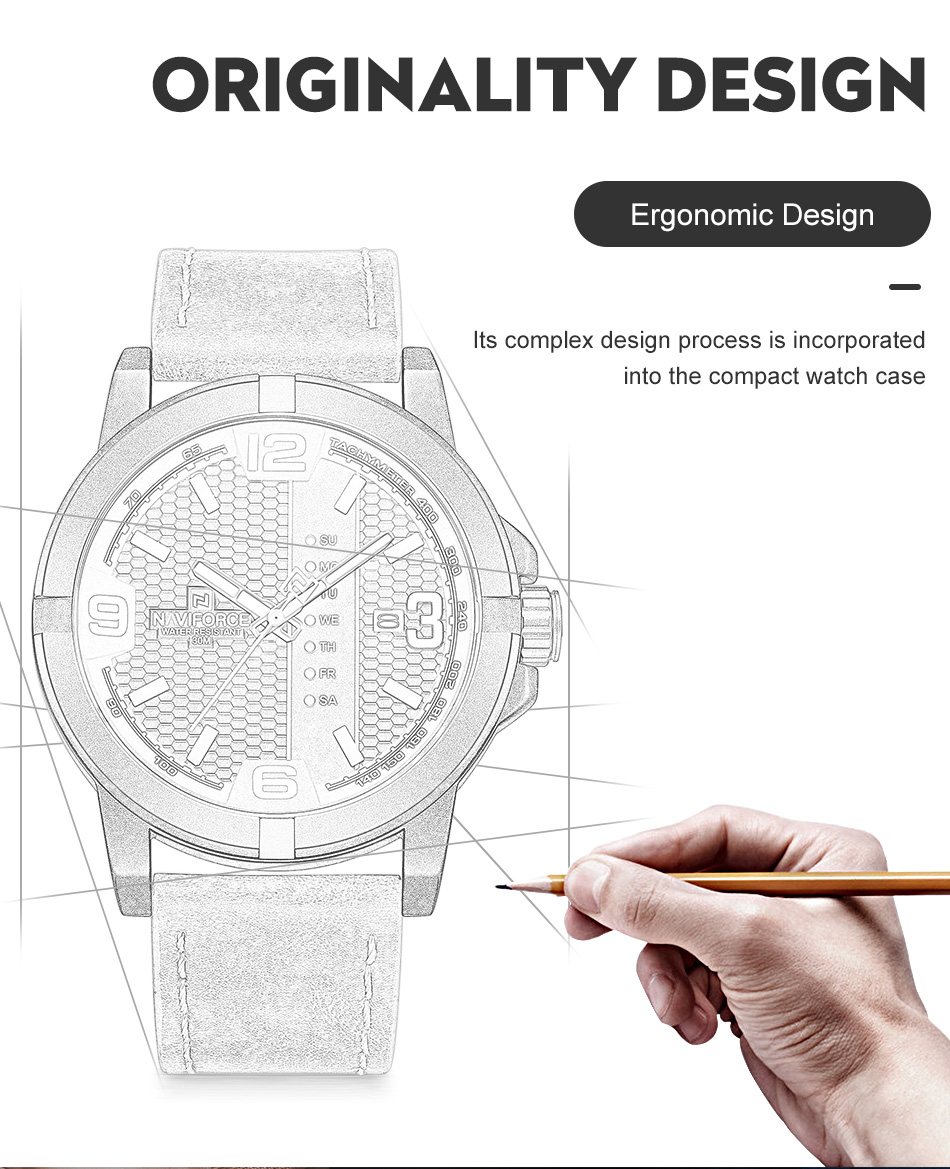 ORIGINALITY DESIGN
Ergonomic Design
Its complex design process is incorporated
into the compact watch case
12
TACHYMETER 400
65
70
SU
300
MO
TU
9
NAVIFORCE
WE
8
3
240
WATER RESISTANT
30M
TH
FR
200
SA
180
160
150
140
100
6